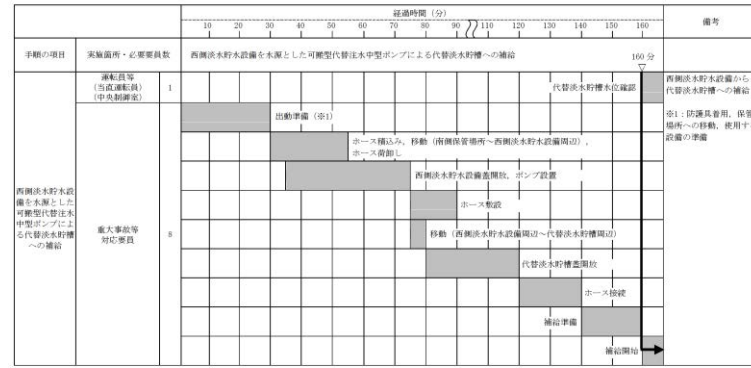 経過時間（分）
備考
10 20 30 40 50 60 70 80 90 110 120 130 140 150 160
手順の項目
実施箇所・必要要員数
西側淡水貯水設備を水源とした可搬型代替注水中型ポンプによる代替淡水貯槽への補給
160 分
運転員等
（当直運転員）
（中央制御室）
1
代替淡水貯槽水位確認
西側淡水貯水設備から
代替淡水貯槽への補給
※1：防護具着用，保管
場所への移動，使用す
設備の準備
出動準備（※1）
ホース積込み，移動（南側保管場所～西側淡水貯水設備周辺），
ホース荷卸し
西側淡水貯水設備蓋開放，ポンプ設置
西側淡水貯水設
備を水源とした
可搬型代替注水
中型ポンプによ
る代替淡水貯槽
への補給
重大事故等
対応要員
8
ホース敷設
移動（西側淡水貯水設備周辺～代替淡水貯槽周辺）
代替淡水貯槽蓋開放
ホース接続
補給準備
補給開始